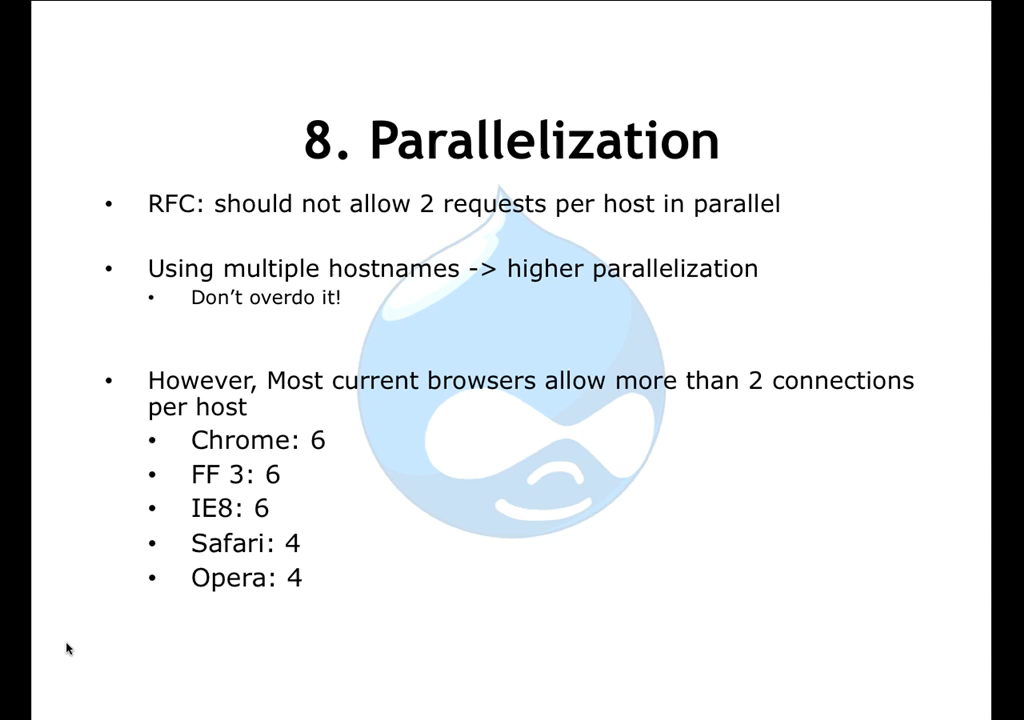 8. Parallelization
• RFC: should not allow 2 requests per host in parallel
• Using multiple hostnames -> higher parallelization
• Don’t overdo it!
• However, Most current browsers allow more than 2 connections
per host
• Chrome: 6
• FF 3: 6
• IE8: 6
• Safari: 4
• Opera: 4